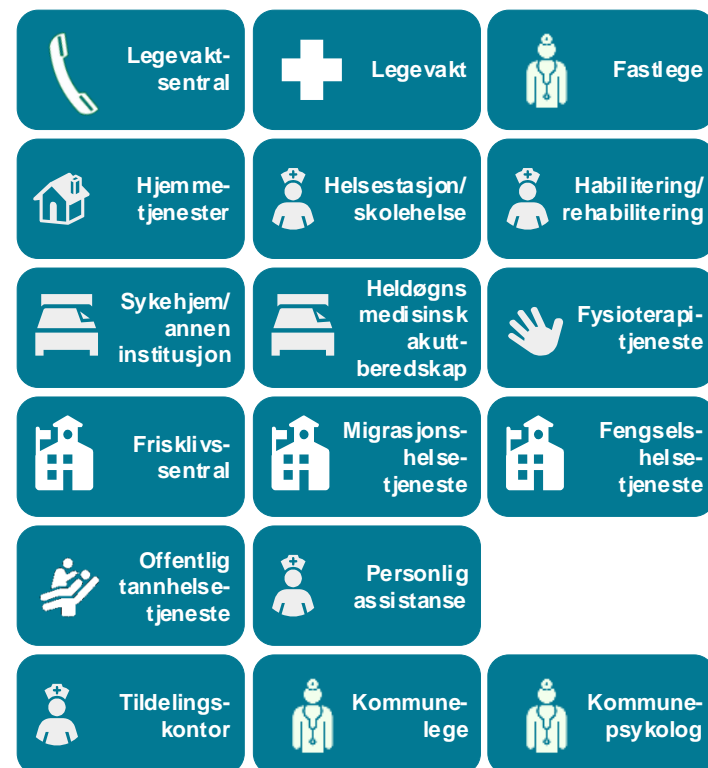 Legevakt-
sentral
Legevakt
Fastlege
Hjemme-
tjenester
Helsestasjon/
skolehelse
Habilitering/
rehabilitering
Sykehjem/
annen
institusjon
Heldøgns
medisinsk
akutt-
beredskap
Fysioterapi-
tjeneste
Frisklivs-
sentral
Migrasjons-
helse-
tjeneste
Fengsels-
helse-
tjeneste
Offentlig
tannhelse-
tjeneste
Personlig
assistanse
Tildelings-
kontor
Kommune-
lege
Kommune-
psykolog